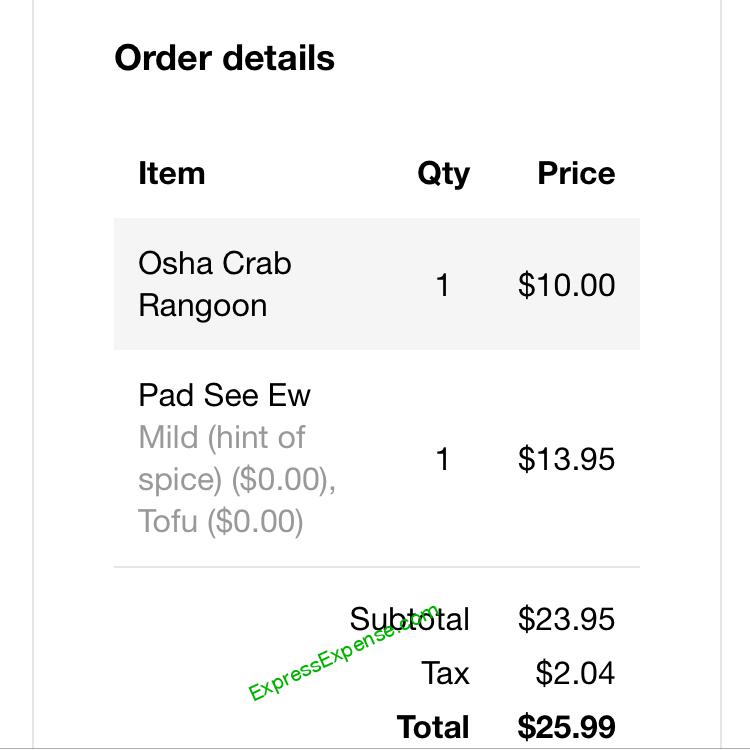 Order details
Item Qty Price
Osha Crab
Rangoon
1 $10.00
Pad See Ew
Mild (hint of
spice) ($0.00),
Tofu ($0.00)
1 $13.95
Subtotal $23.95
ExpressExpense.com
Tax $2.04
Total $25.99